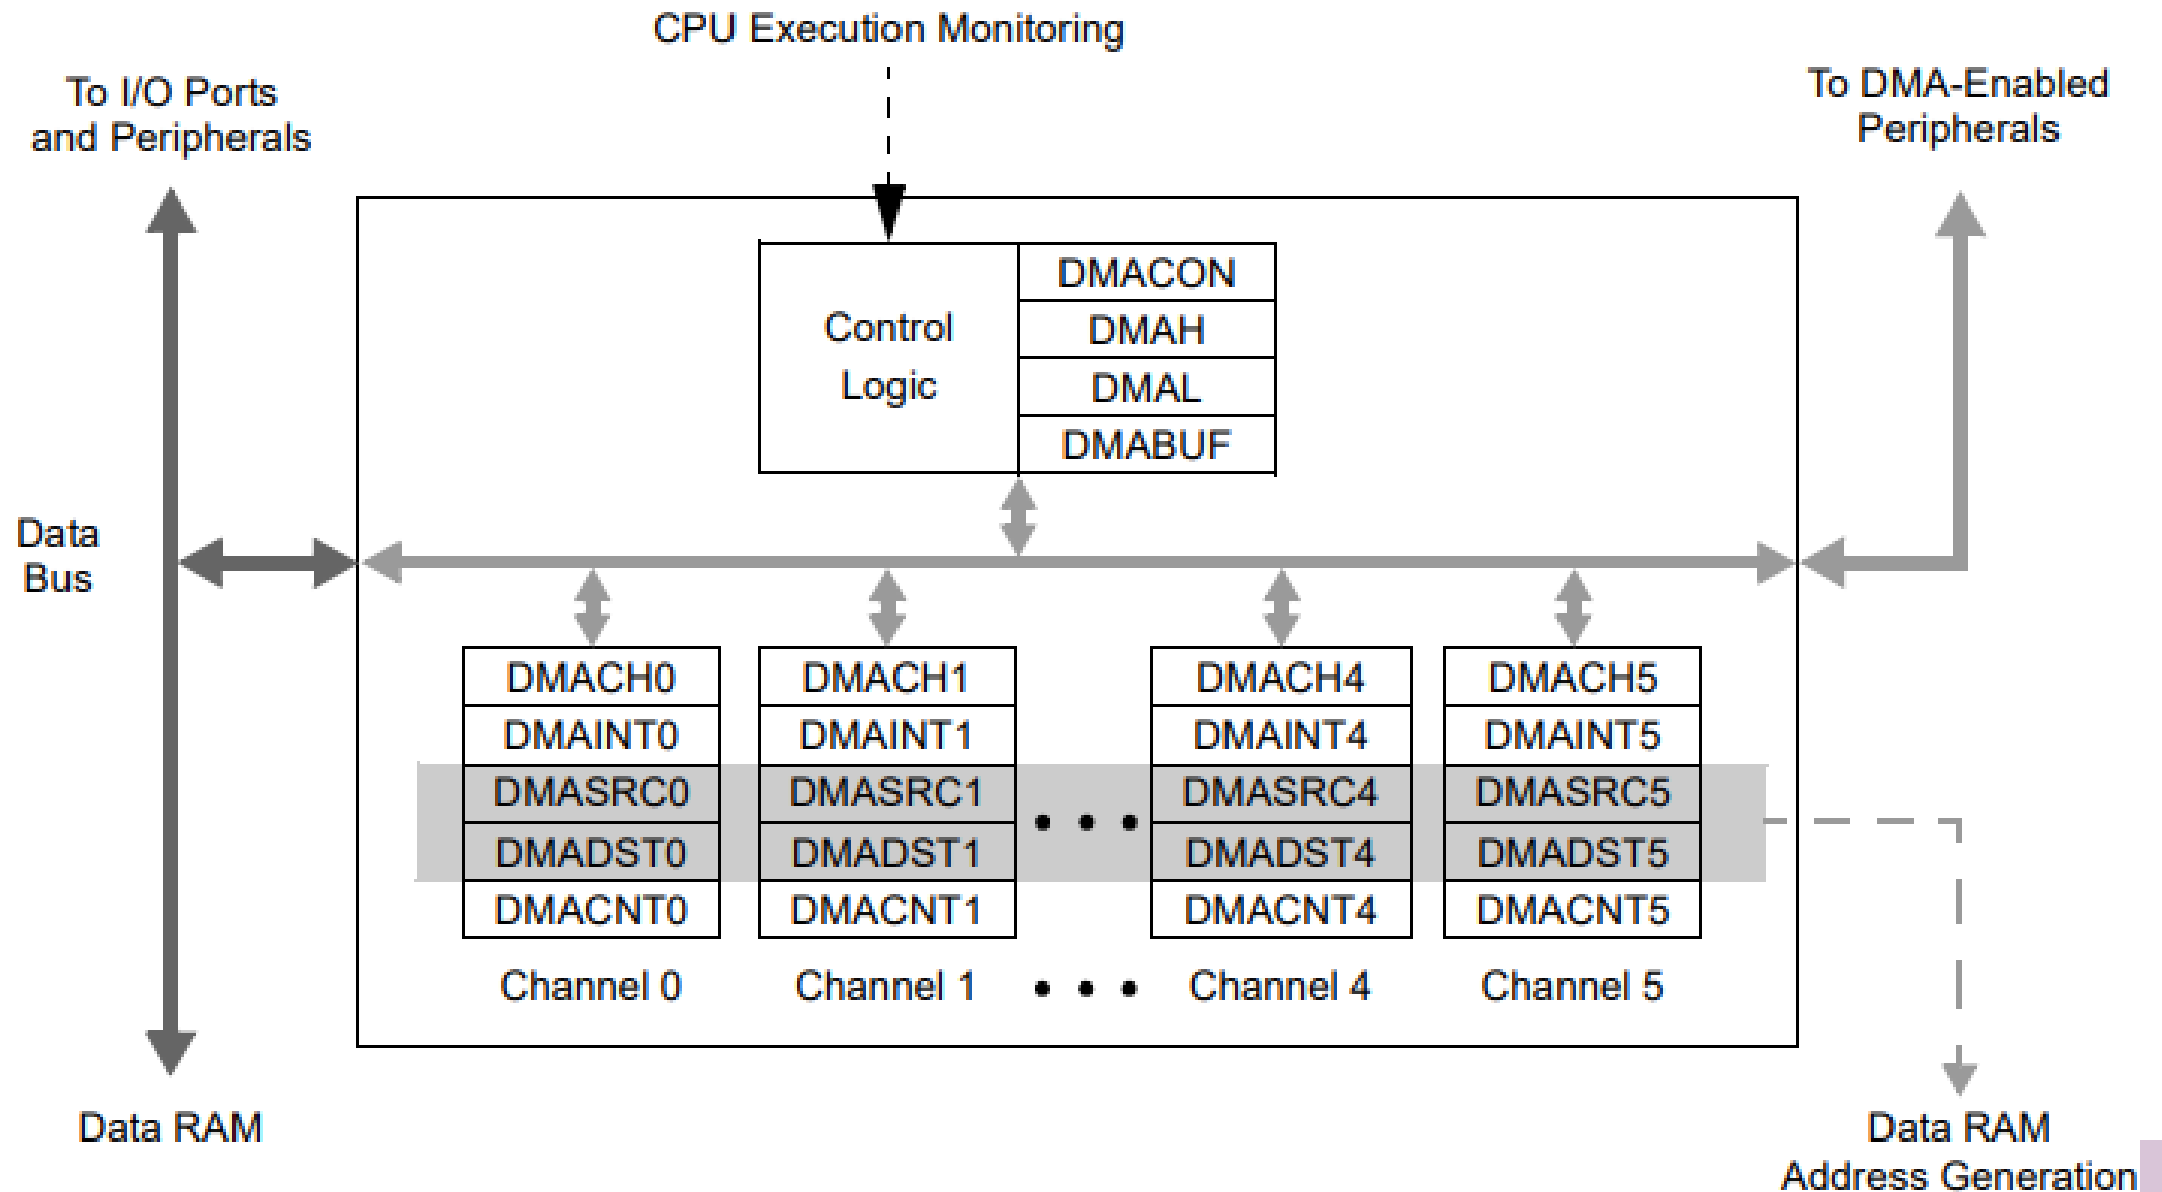 CPU Execution Monitoring
To I/O Ports
and Peripherals
To DMA-Enabled
Peripherals
Control
Logic
DMACON
DMAH
DMAL
DMABUF
Data
Bus
DMACH0
DMAINT0
DMASRC0
DMADST0
DMACNT0
Channel 0
DMACH1
DMAINT1
DMASRC1
DMADST1
DMACNT1
Channel 1
DMACH4
DMAINT4
DMASRC4
DMADST4
DMACNT4
Channel 4
DMACH5
DMAINT5
DMASRC5
DMADST5
DMACNT5
Channel 5
Data RAM
Data RAM
Address Generation